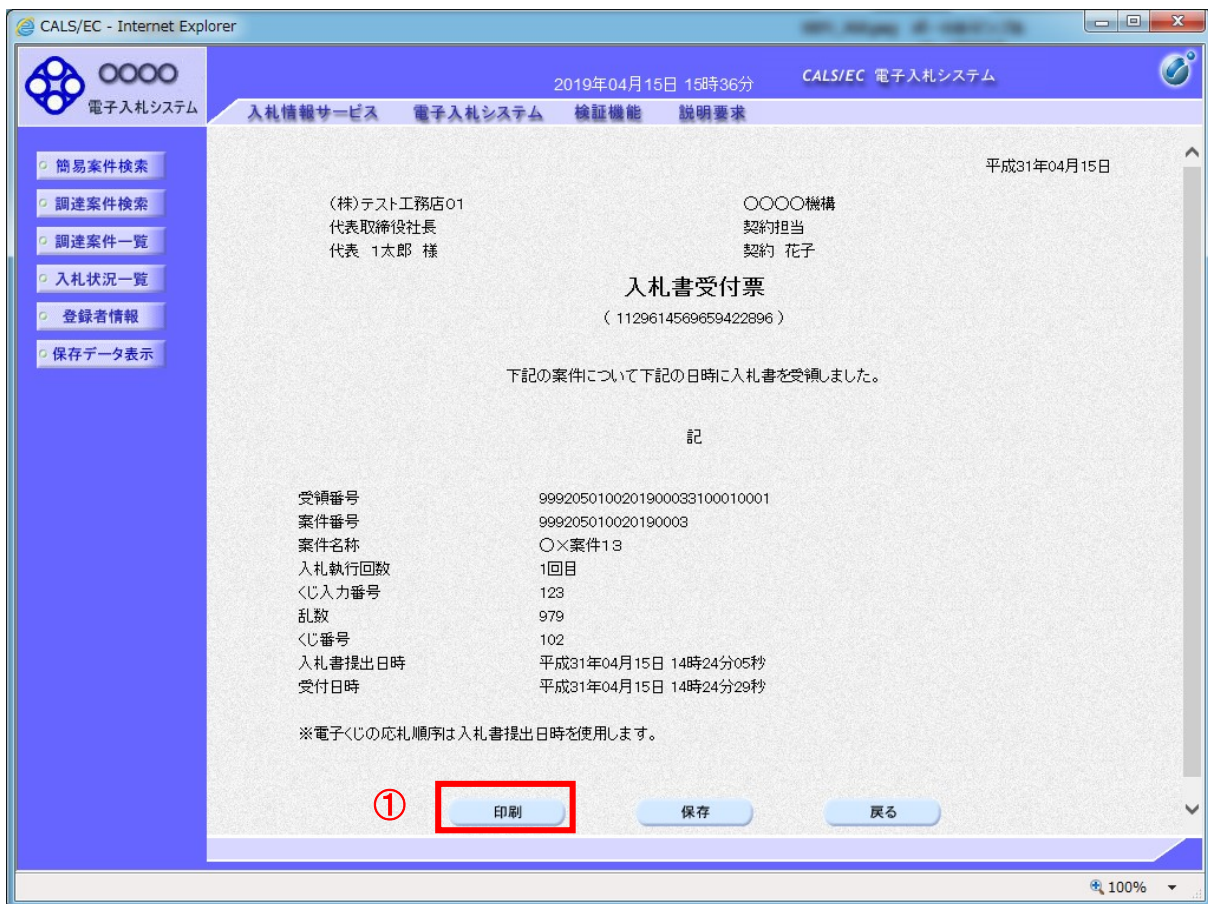 CALS/EC - Internet Explorer
〇〇〇〇
電子入札システム
2019年04月15日 15時36分
CALS/EC 電子入札システム
入札情報サービス 電子入札システム 検証機能 説明要求
簡易案件検索
調達案件検索
調達案件一覧
入札状況一覧
登録者情報
保存データ表示
平成31年04月15日
(株)テスト工務店01
代表取締役社長
代表 1太郎 様
〇〇〇〇機構
契約担当
契約 花子
入札書受付票
( 1129614569659422896 )
下記の案件について下記の日時に入札書を受領しました。
記
受領番号 99920501002019000331000​10001
案件番号 999205010020190003
案件名称 〇×案件13
入札執行回数 1回目
くじ入力番号 123
乱数 979
くじ番号 102
入札書提出日時 平成31年04月15日 14時24分05秒
受付日時 平成31年04月15日 14時24分29秒
※電子くじの応札順序は入札書提出日時を使用します。
① 印刷 保存 戻る
100%